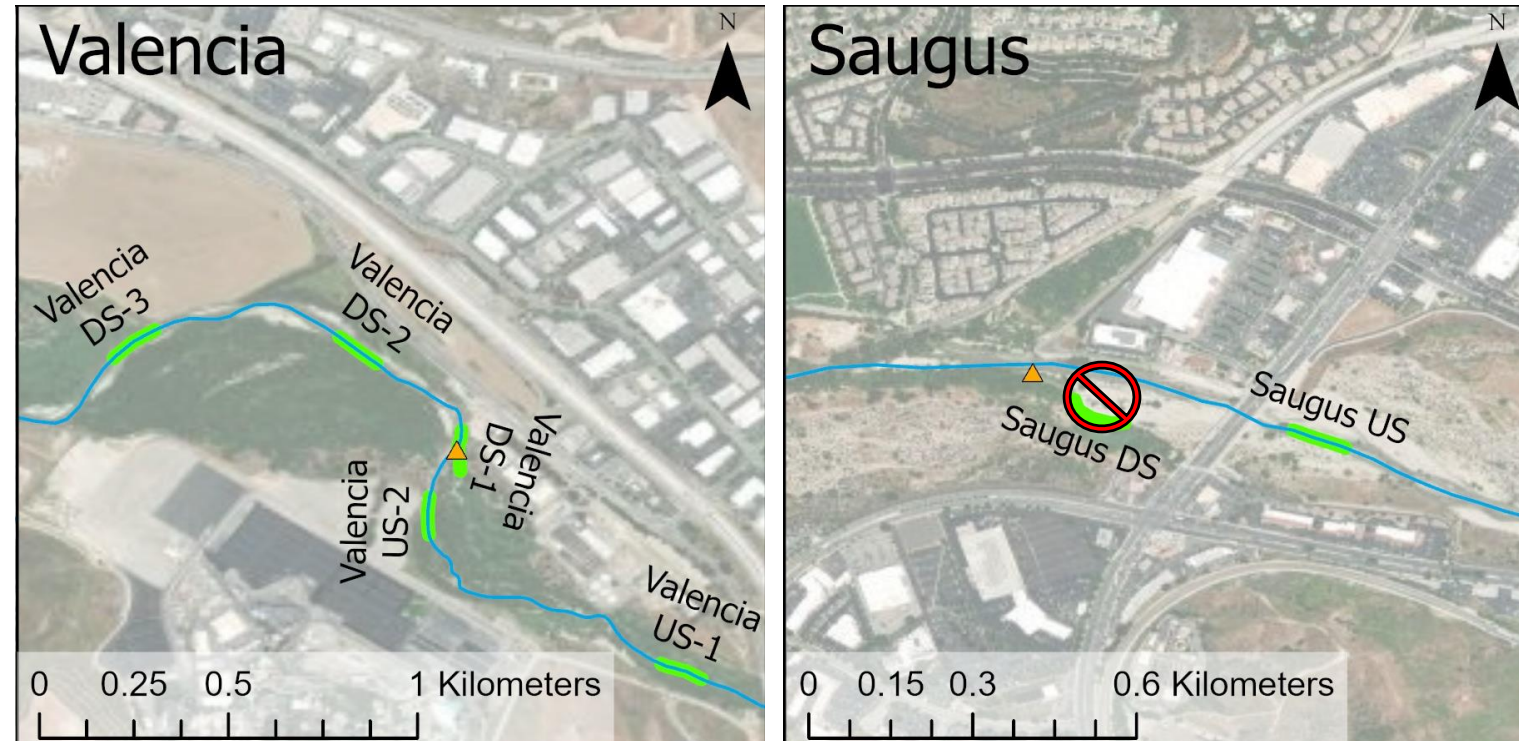 Valencia
N
Valencia
DS-3
Valencia
DS-2
Valencia
DS-1
Valencia
US-2
Valencia
US-1
0 0.25 0.5 1 Kilometers
Saugus
N
Saugus US
Saugus DS
0 0.15 0.3 0.6 Kilometers